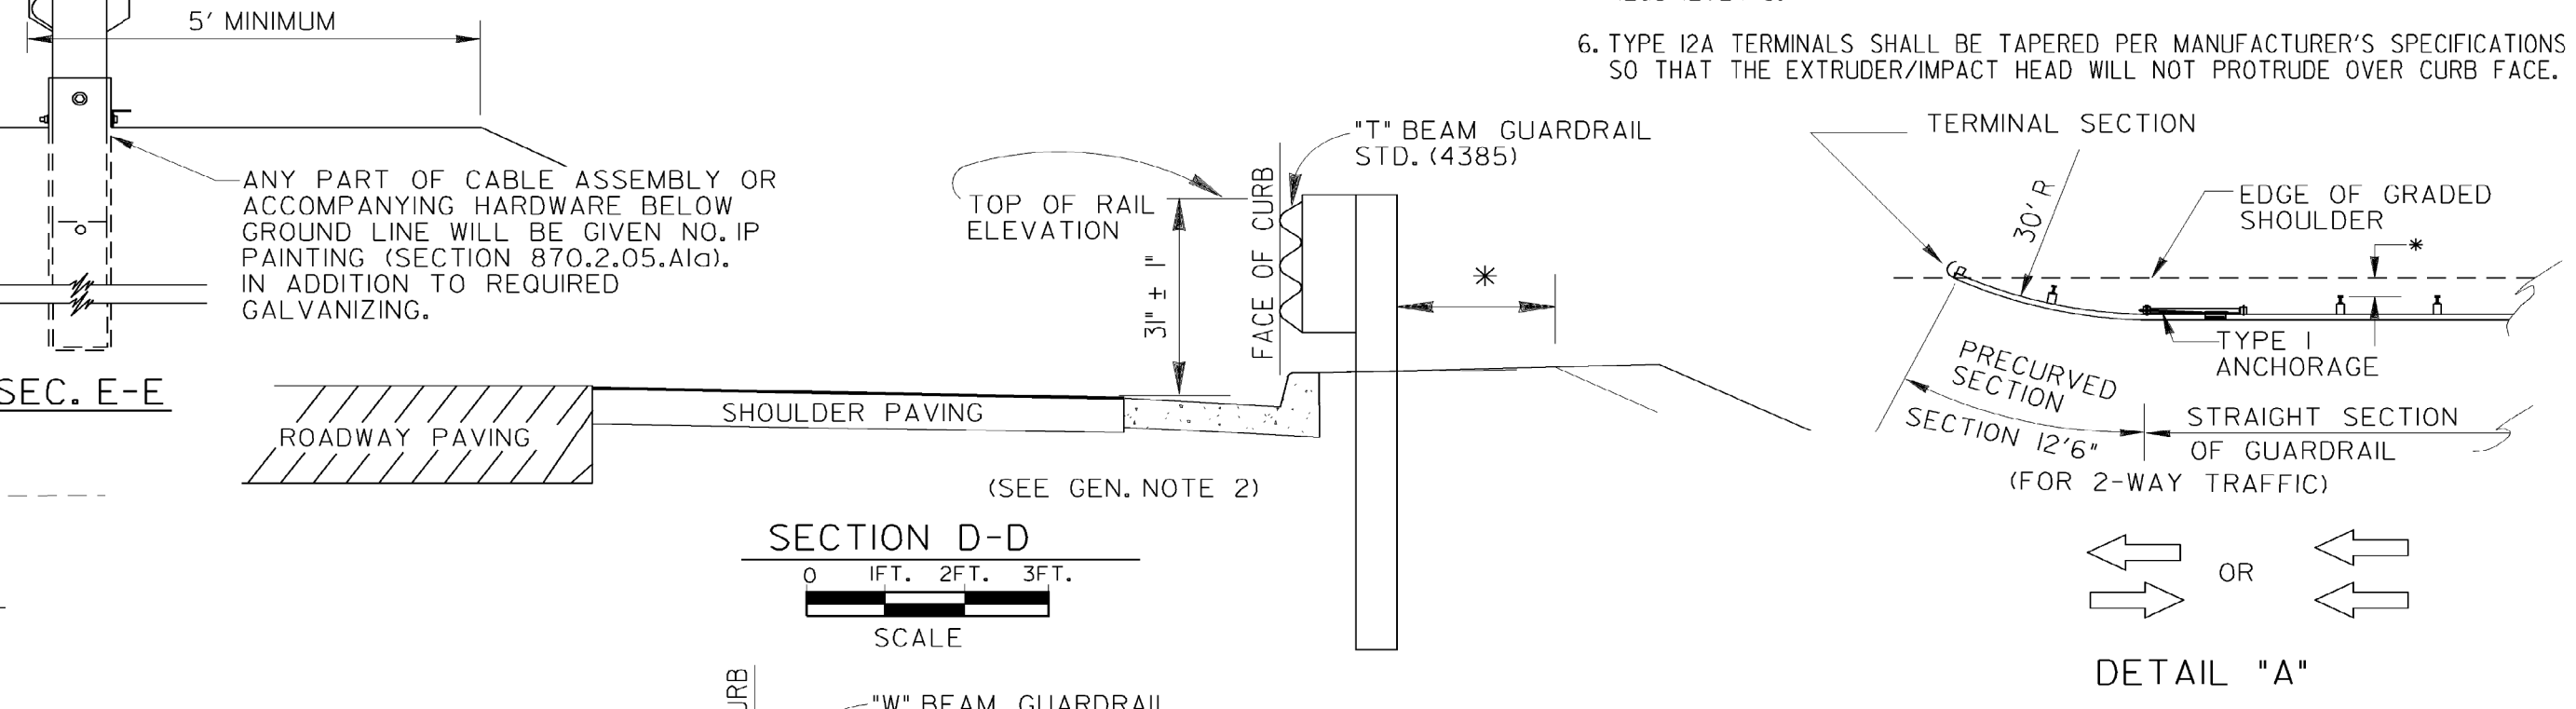 5' MINIMUM
ANY PART OF CABLE ASSEMBLY OR
ACCOMPANYING HARDWARE BELOW
GROUND LINE WILL BE GIVEN NO. IP
PAINTING (SECTION 870.2.05.A1a).
IN ADDITION TO REQUIRED
GALVANIZING.
SEC. E-E
6. TYPE 12A TERMINALS SHALL BE TAPERED PER MANUFACTURER'S SPECIFICATIONS
SO THAT THE EXTRUDER/IMPACT HEAD WILL NOT PROTRUDE OVER CURB FACE.
"T" BEAM GUARDRAIL
STD. (4385)
TOP OF RAIL
ELEVATION
FACE OF CURB
31" ± 1"
*
ROADWAY PAVING
SHOULDER PAVING
(SEE GEN. NOTE 2)
SECTION D-D
0 1FT. 2FT. 3FT.
SCALE
URB
"W" BEAM GUARDRAIL
TERMINAL SECTION
30' R
EDGE OF GRADED
SHOULDER
*
TYPE 1
ANCHORAGE
PRECURVED
SECTION
SECTION 12'6"
STRAIGHT SECTION
OF GUARDRAIL
(FOR 2-WAY TRAFFIC)
OR
DETAIL "A"